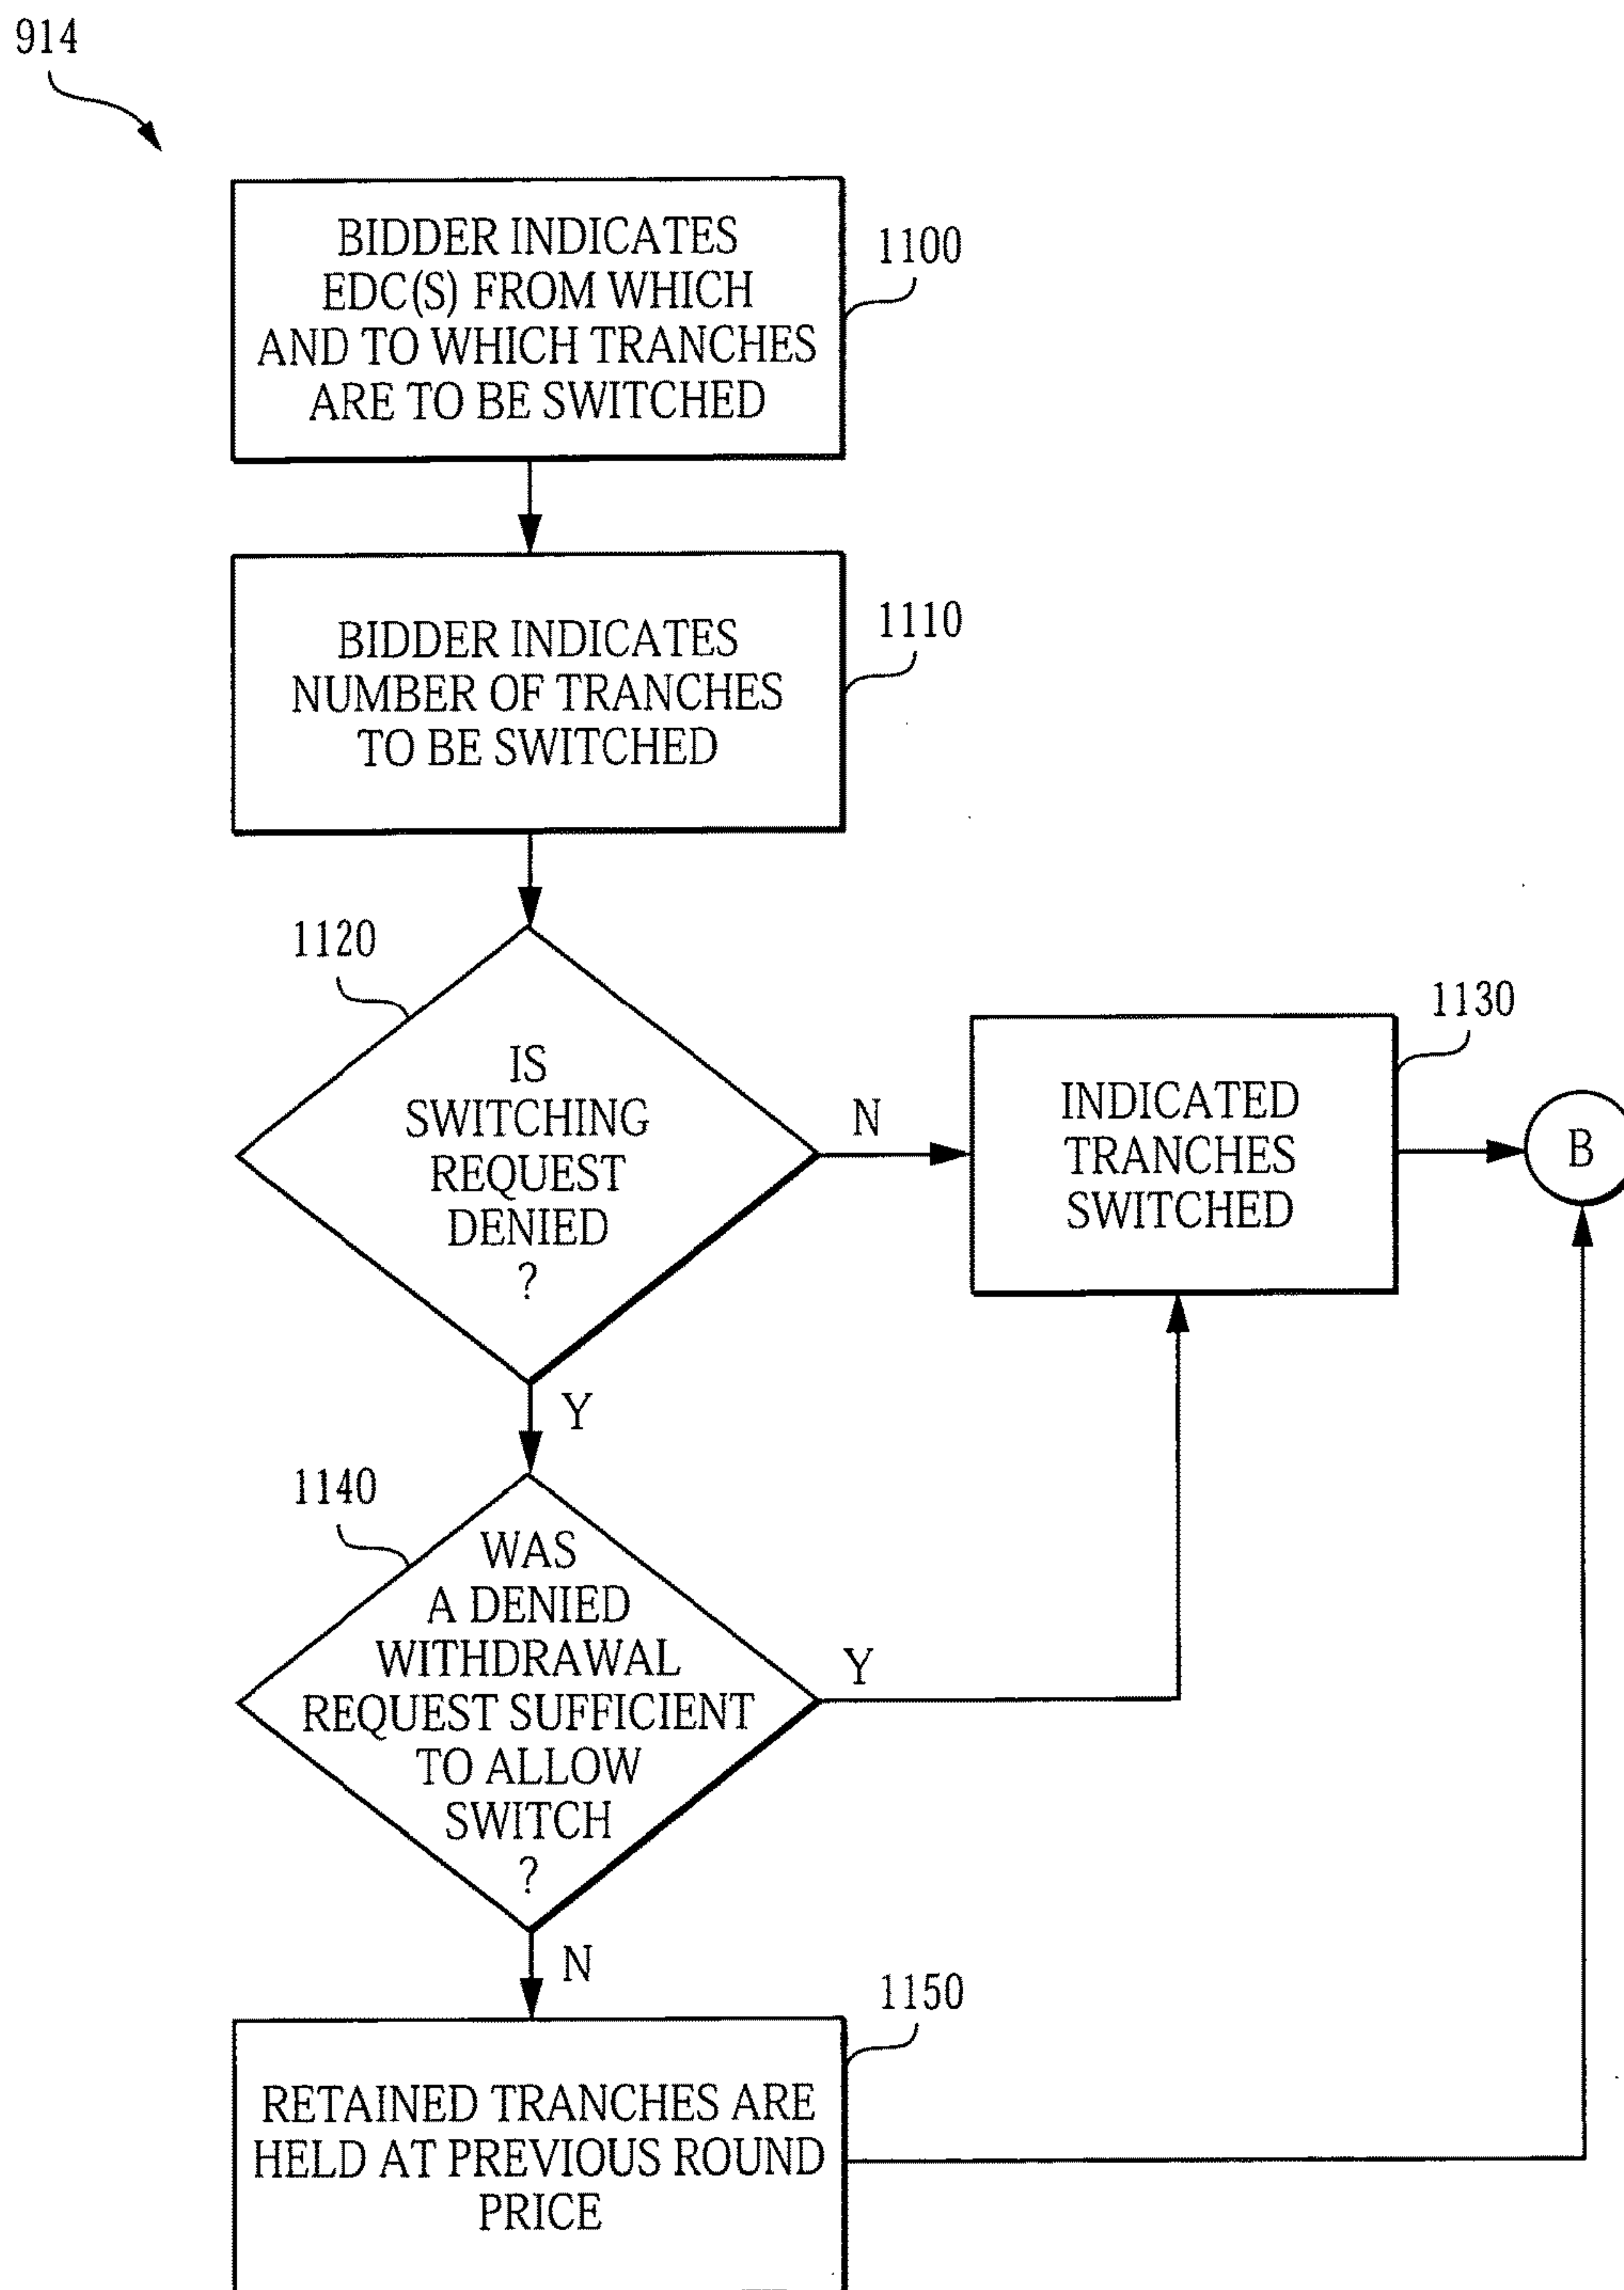 914
BIDDER INDICATES
EDC(S) FROM WHICH
AND TO WHICH TRANCHES
ARE TO BE SWITCHED
1100
BIDDER INDICATES
NUMBER OF TRANCHES
TO BE SWITCHED
1110
1120
IS
SWITCHING
REQUEST
DENIED
?
N
Y
INDICATED
TRANCHES
SWITCHED
1130
B
1140
WAS
A DENIED
WITHDRAWAL
REQUEST SUFFICIENT
TO ALLOW
SWITCH
?
Y
N
RETAINED TRANCHES ARE
HELD AT PREVIOUS ROUND
PRICE
1150